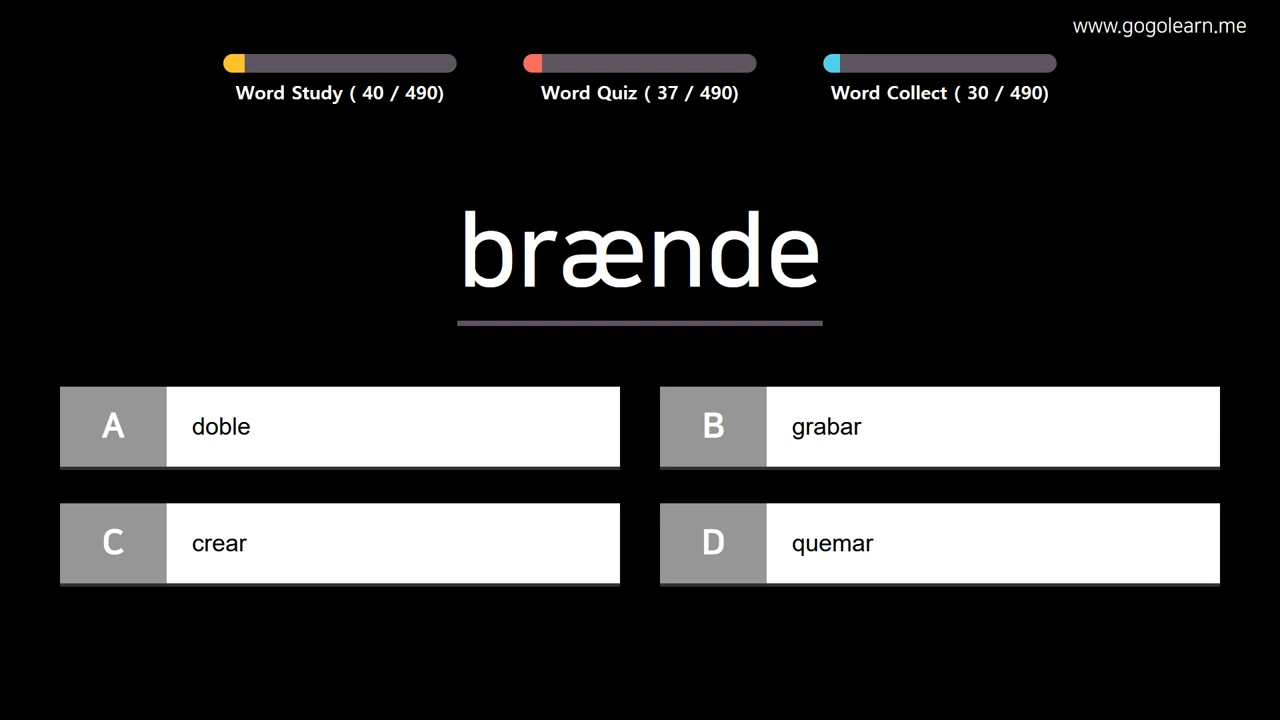 www.gogolearn.me
Word Study ( 40 / 490)
Word Quiz ( 37 / 490)
Word Collect ( 30 / 490)
brænde
A doble
B grabar
C crear
D quemar